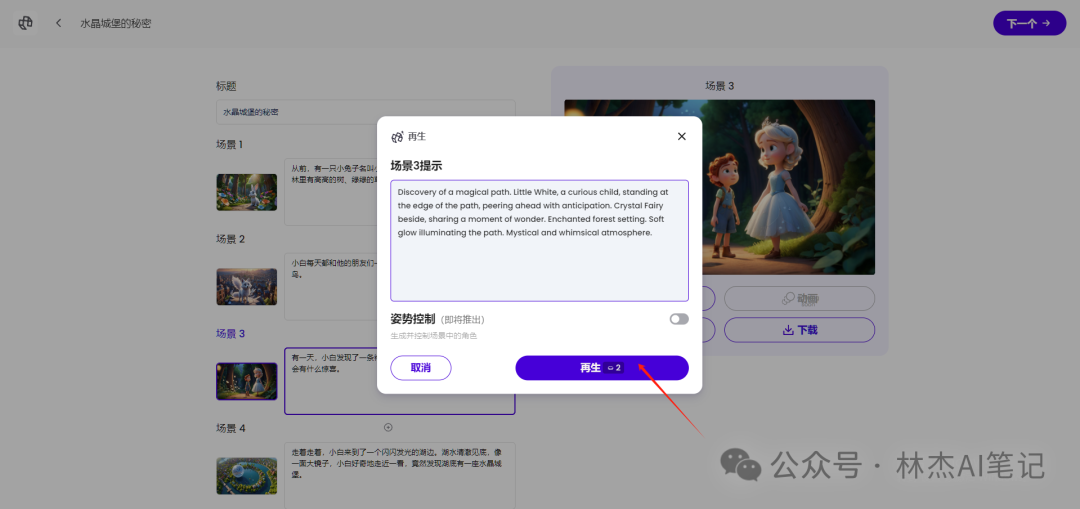 水晶城堡的秘密
下一个 →
标题
水晶城堡的秘密
场景 1
从前，有一只小兔子名叫小
林里有高高的树，绿绿的草
场景 2
小白每天都和他的朋友们一
鸟。
场景 3
有一天，小白发现了一条
会有什么惊喜。
场景 4
走着走着，小白来到了一个闪闪发光的湖边。湖水清澈见底，像
一面大镜子，小白好奇地走近一看，竟然发现湖底有一座水晶城
堡。
再生
场景3提示
Discovery of a magical path. Little White, a curious child, standing at
the edge of the path, peering ahead with anticipation. Crystal Fairy
beside, sharing a moment of wonder. Enchanted forest setting. Soft
glow illuminating the path. Mystical and whimsical atmosphere.
姿势控制（即将推出）
生成并控制场景中的角色
取消
再生 2
场景 3
动画
下载
公众号 · 林杰AI笔记